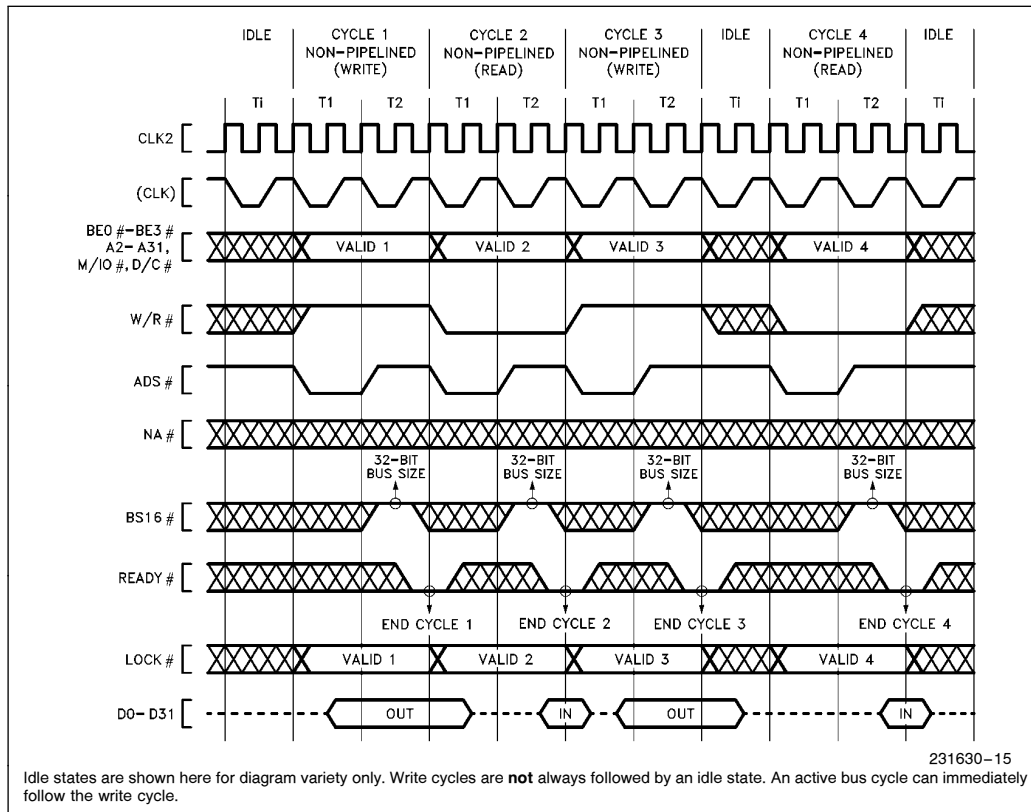 IDLE CYCLE 1 CYCLE 2 CYCLE 3 IDLE CYCLE 4 IDLE
NON-PIPELINED NON-PIPELINED NON-PIPELINED NON-PIPELINED
(WRITE) (READ) (WRITE) (READ)
Ti T1 T2 T1 T2 T1 T2 Ti T1 T2 Ti
CLK2
(CLK)
BE0 #-BE3 #
A2-A31,
M/IO #, D/C #
VALID 1 VALID 2 VALID 3 VALID 4
W/R #
ADS #
NA #
32-BIT 32-BIT 32-BIT 32-BIT
BUS SIZE BUS SIZE BUS SIZE BUS SIZE
BS16 #
READY #
END CYCLE 1 END CYCLE 2 END CYCLE 3 END CYCLE 4
LOCK # VALID 1 VALID 2 VALID 3 VALID 4
D0-D31 OUT IN OUT IN
231630-15
Idle states are shown here for diagram variety only. Write cycles are not always followed by an idle state. An active bus cycle can immediately
follow the write cycle.